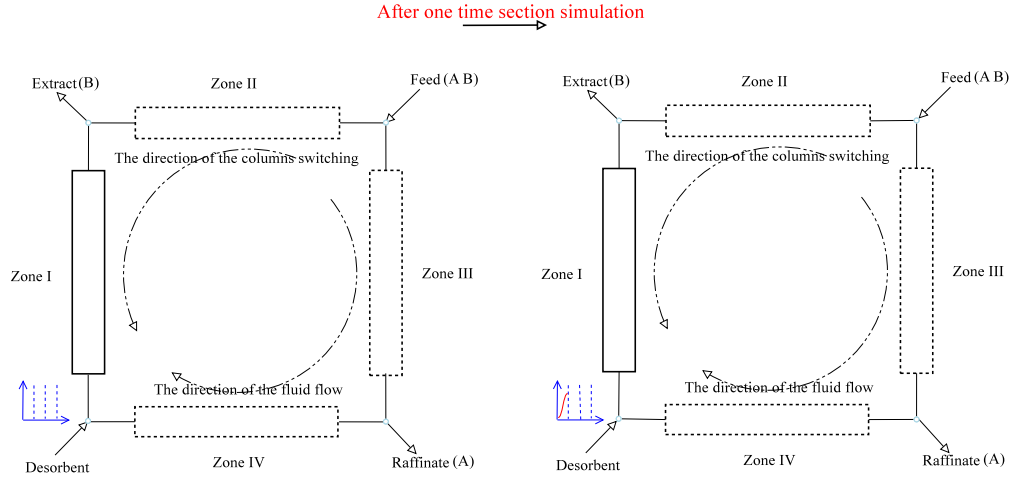 After one time section simulation
Extract (B)
Zone II
Feed (A B)
The direction of the columns switching
Zone I
Zone III
The direction of the fluid flow
Desorbent
Zone IV
Raffinate (A)
Extract (B)
Zone II
Feed (A B)
The direction of the columns switching
Zone I
Zone III
The direction of the fluid flow
Desorbent
Zone IV
Raffinate (A)